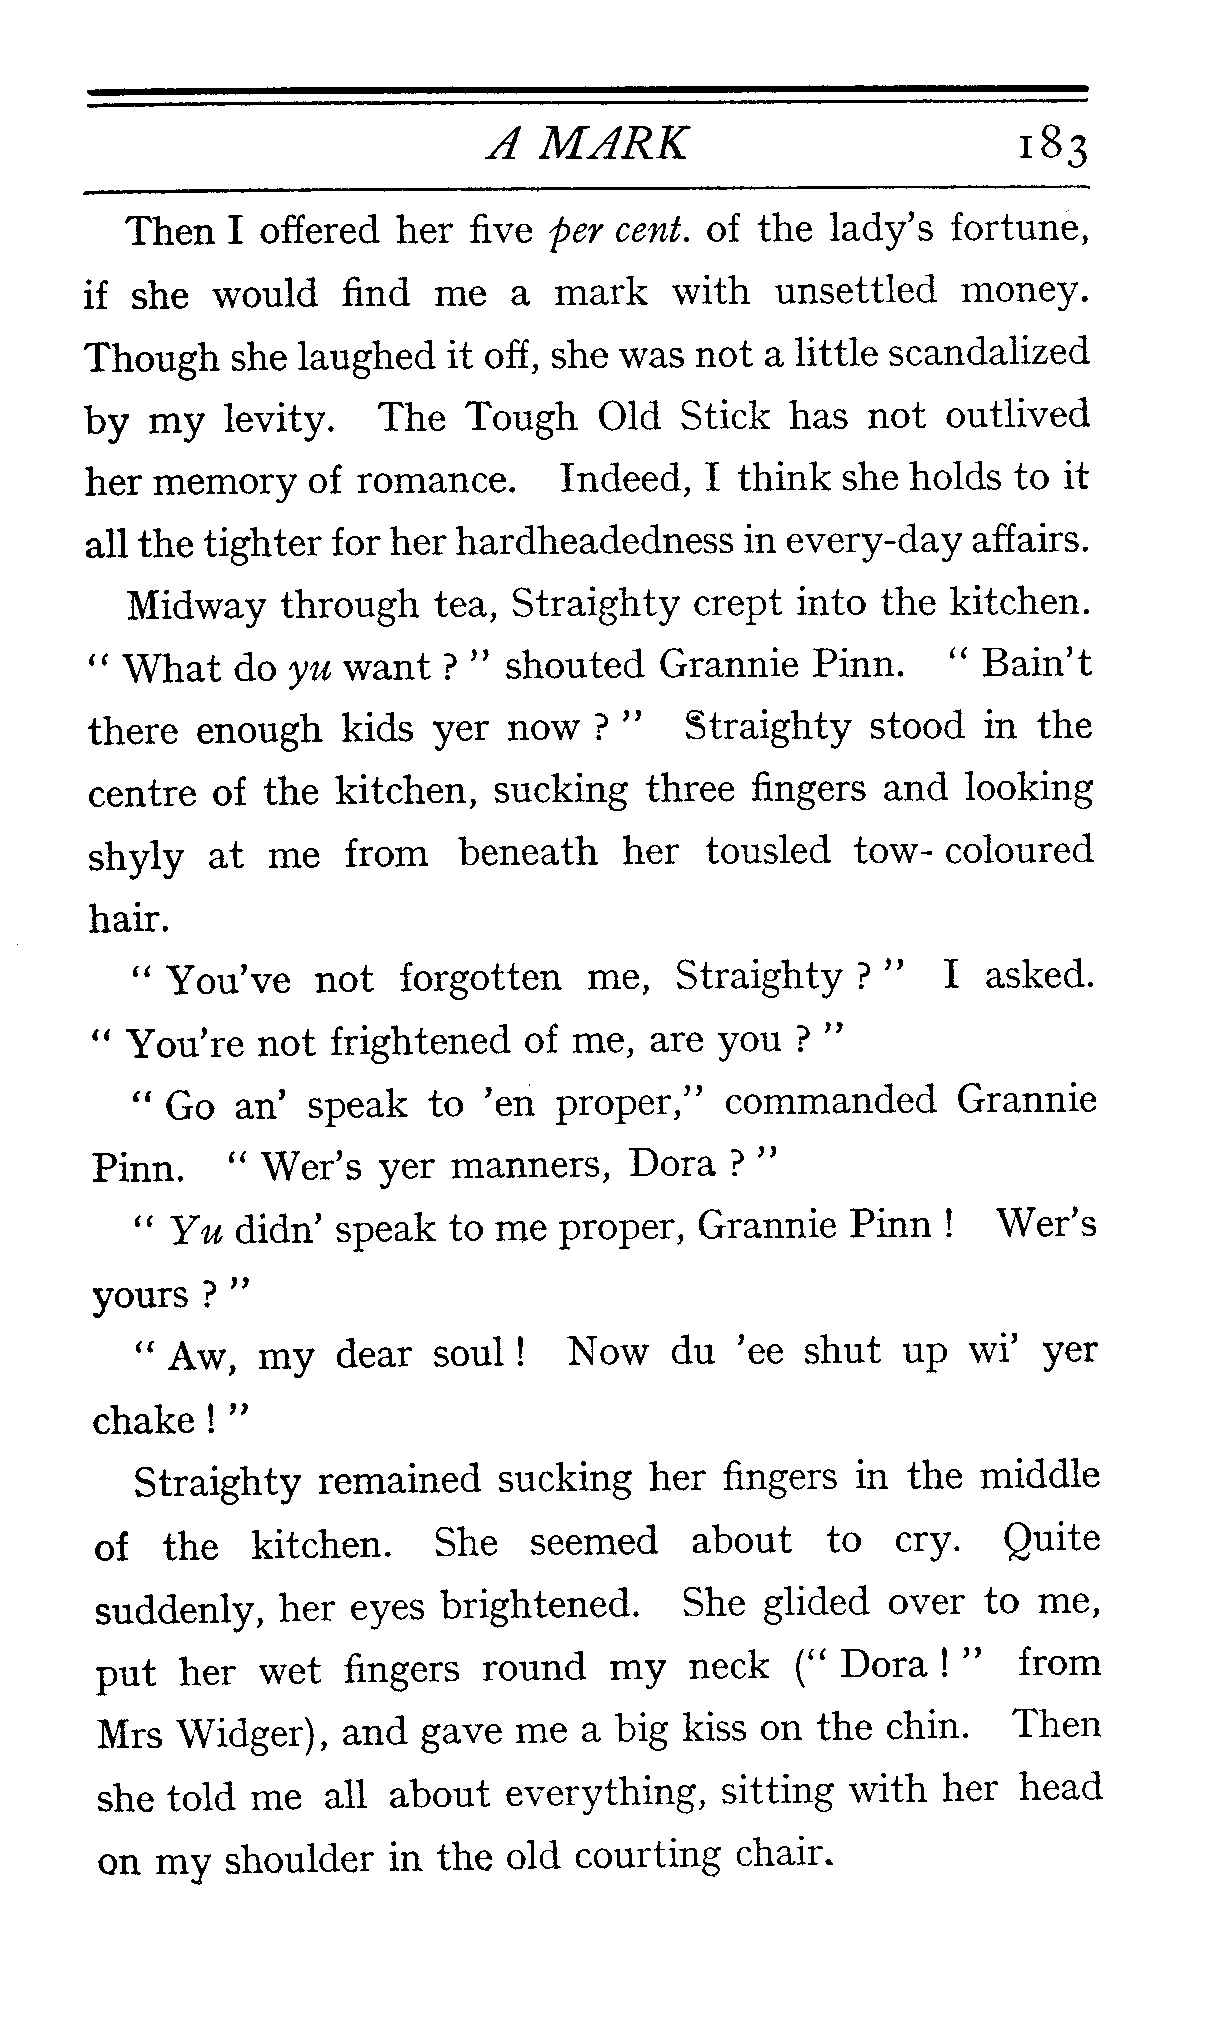 A MARK 183
Then I offered her five per cent. of the lady's fortune,
if she would find me a mark with unsettled money.
Though she laughed it off, she was not a little scandalized
by my levity. The Tough Old Stick has not outlived
her memory of romance. Indeed, I think she holds to it
all the tighter for her hardheadedness in every-day affairs.
Midway through tea, Straighty crept into the kitchen.
" What do yu want ? " shouted Grannie Pinn. " Bain't
there enough kids yer now ? " Straighty stood in the
centre of the kitchen, sucking three fingers and looking
shyly at me from beneath her tousled tow- coloured
hair.
" You've not forgotten me, Straighty ? " I asked.
" You're not frightened of me, are you ? "
" Go an' speak to 'en proper," commanded Grannie
Pinn. " Wer's yer manners, Dora ? "
" Yu didn' speak to me proper, Grannie Pinn ! Wer's
yours ? "
" Aw, my dear soul ! Now du 'ee shut up wi' yer
chake ! "
Straighty remained sucking her fingers in the middle
of the kitchen. She seemed about to cry. Quite
suddenly, her eyes brightened. She glided over to me,
put her wet fingers round my neck (" Dora ! " from
Mrs Widger), and gave me a big kiss on the chin. Then
she told me all about everything, sitting with her head
on my shoulder in the old courting chair.